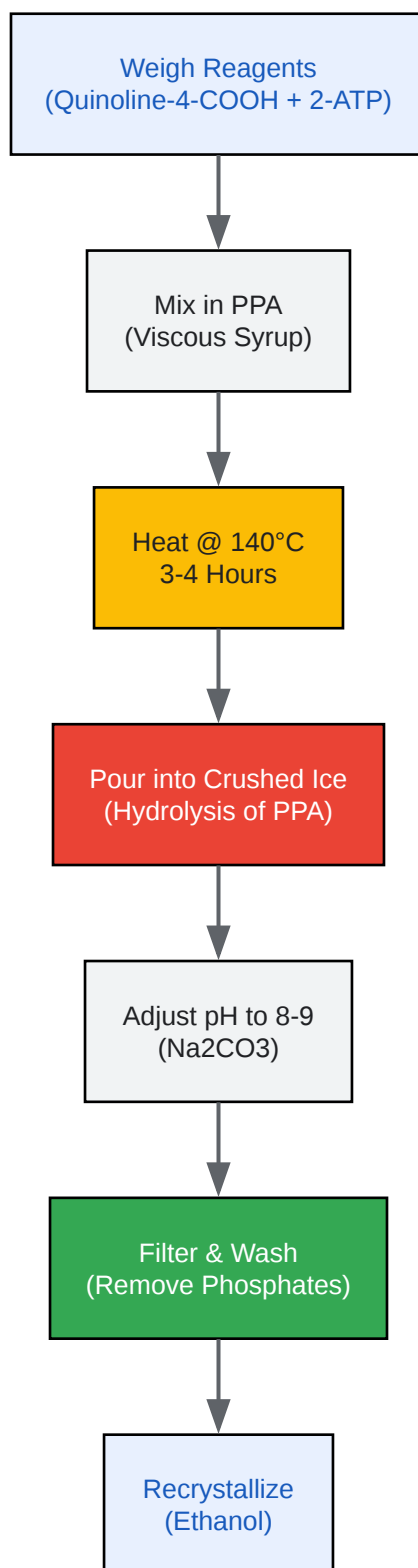 Weigh Reagents
(Quinoline-4-COOH + 2-ATP)
Mix in PPA
(Viscous Syrup)
Heat @ 140°C
3-4 Hours
Pour into Crushed Ice
(Hydrolysis of PPA)
Adjust pH to 8-9
(Na2CO3)
Filter & Wash
(Remove Phosphates)
Recrystallize
(Ethanol)